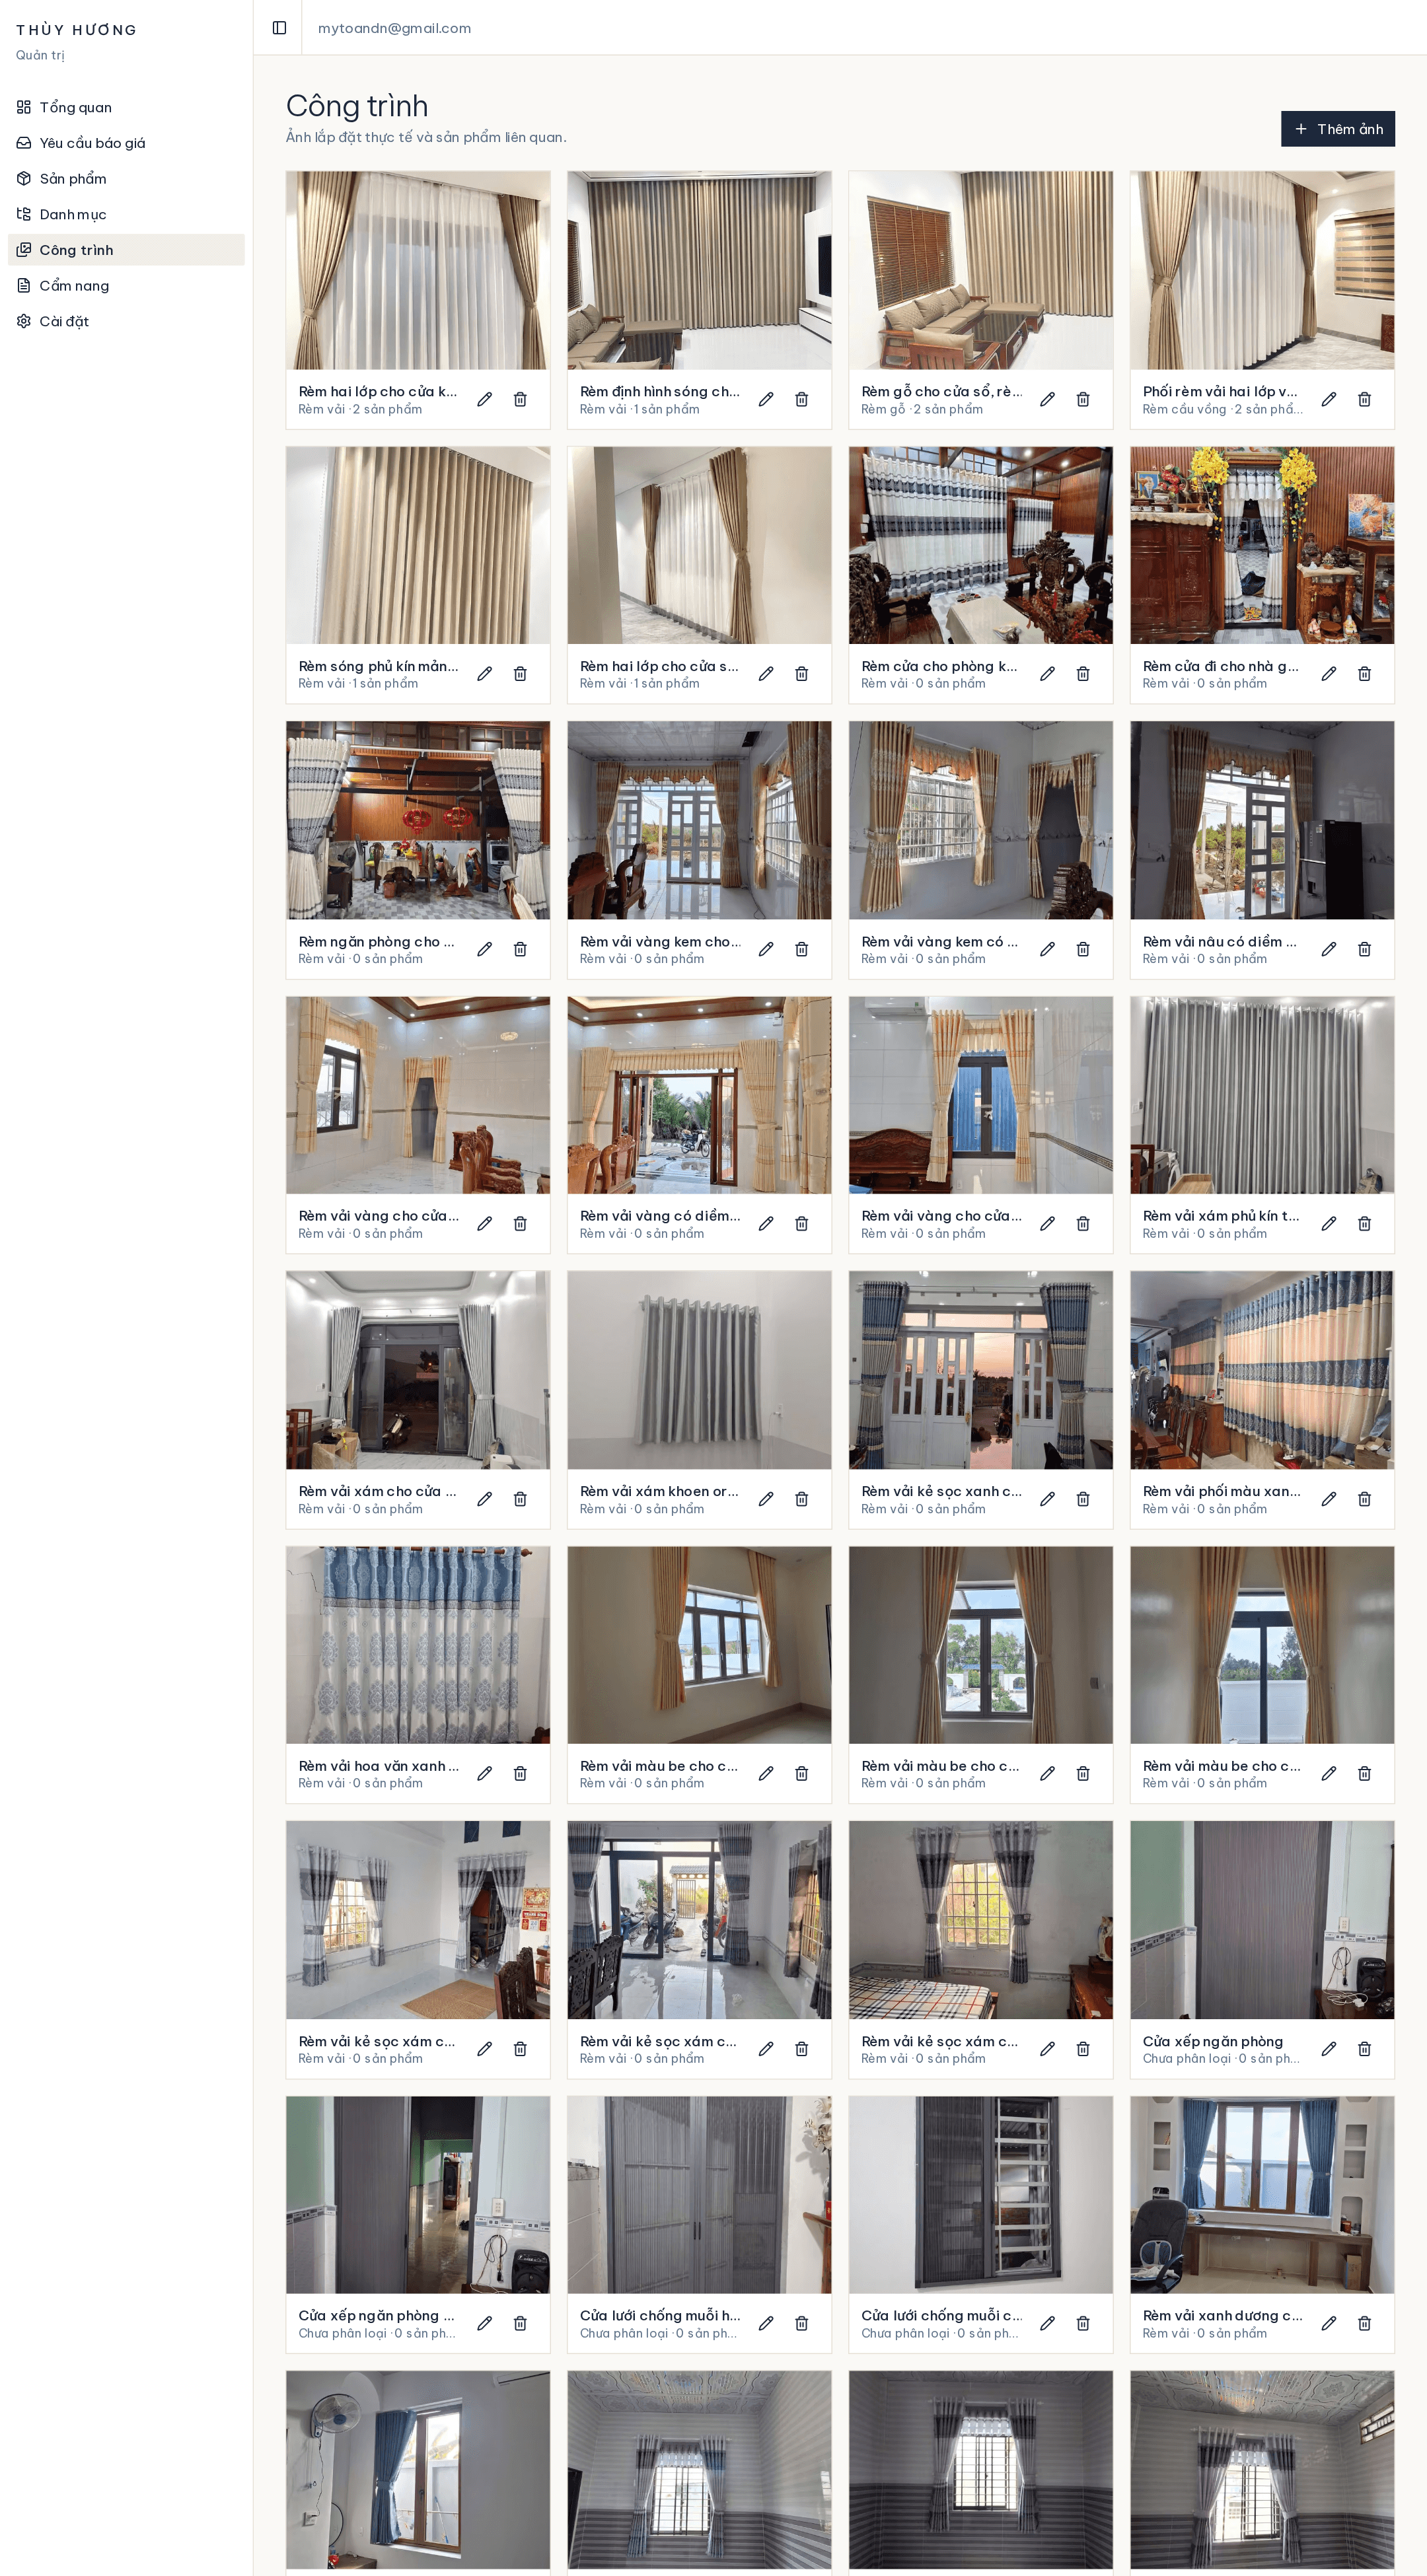 THÙY HƯƠNG
Quản trị
Tổng quan
Yêu cầu báo giá
Sản phẩm
Danh mục
Công trình
Cẩm nang
Cài đặt
mytoandn@gmail.com
Công trình
Ảnh lắp đặt thực tế và sản phẩm liên quan.
Thêm ảnh
Rèm hai lớp cho cửa k...
Rèm vải · 2 sản phẩm
Rèm định hình sóng ch...
Rèm vải · 1 sản phẩm
Rèm gỗ cho cửa sổ, rè...
Rèm gỗ · 2 sản phẩm
Phối rèm vải hai lớp v...
Rèm cầu vồng · 2 sản phẩ...
Rèm sóng phủ kín mản...
Rèm vải · 1 sản phẩm
Rèm hai lớp cho cửa s...
Rèm vải · 1 sản phẩm
Rèm cửa cho phòng k...
Rèm vải · 0 sản phẩm
Rèm cửa đi cho nhà g...
Rèm vải · 0 sản phẩm
Rèm ngăn phòng cho ...
Rèm vải · 0 sản phẩm
Rèm vải vàng kem cho...
Rèm vải · 0 sản phẩm
Rèm vải vàng kem có ...
Rèm vải · 0 sản phẩm
Rèm vải nâu có diềm ...
Rèm vải · 0 sản phẩm
Rèm vải vàng cho cửa...
Rèm vải · 0 sản phẩm
Rèm vải vàng có diềm...
Rèm vải · 0 sản phẩm
Rèm vải vàng cho cửa...
Rèm vải · 0 sản phẩm
Rèm vải xám phủ kín t...
Rèm vải · 0 sản phẩm
Rèm vải xám cho cửa ...
Rèm vải · 0 sản phẩm
Rèm vải xám khoen or...
Rèm vải · 0 sản phẩm
Rèm vải kẻ sọc xanh c...
Rèm vải · 0 sản phẩm
Rèm vải phối màu xan...
Rèm vải · 0 sản phẩm
Rèm vải hoa văn xanh ...
Rèm vải · 0 sản phẩm
Rèm vải màu be cho c...
Rèm vải · 0 sản phẩm
Rèm vải màu be cho c...
Rèm vải · 0 sản phẩm
Rèm vải màu be cho c...
Rèm vải · 0 sản phẩm
Rèm vải kẻ sọc xám c...
Rèm vải · 0 sản phẩm
Rèm vải kẻ sọc xám c...
Rèm vải · 0 sản phẩm
Rèm vải kẻ sọc xám c...
Rèm vải · 0 sản phẩm
Cửa xếp ngăn phòng
Chưa phân loại · 0 sản ph...
Cửa xếp ngăn phòng ...
Chưa phân loại · 0 sản ph...
Cửa lưới chống muỗi h...
Chưa phân loại · 0 sản ph...
Cửa lưới chống muỗi c...
Chưa phân loại · 0 sản ph...
Rèm vải xanh dương c...
Rèm vải · 0 sản phẩm